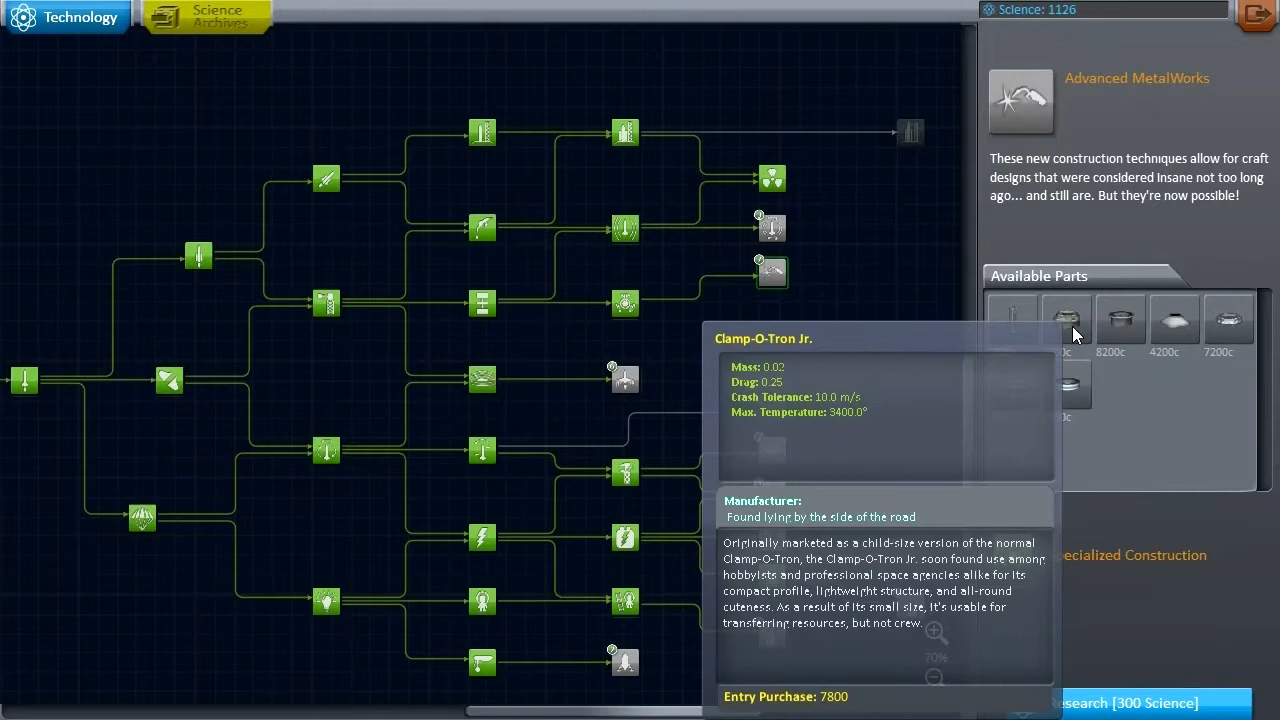 Technology
Science
Archives
Science: 1126
Advanced MetalWorks
These new construction techniques allow for craft
designs that were considered insane not too long
ago... and still are. But they're now possible!
Available Parts
8200c
4200c
7200c
Clamp-O-Tron Jr.
Mass: 0.02
Drag: 0.25
Crash Tolerance: 10.0 m/s
Max. Temperature: 3400.0°
Manufacturer:
Found lying by the side of the road
Originally marketed as a child-size version of the normal
Clamp-O-Tron, the Clamp-O-Tron Jr. soon found use among
hobbyists and professional space agencies alike for its
compact profile, lightweight structure, and all-round
cuteness. As a result of its small size, it's usable for
transferring resources, but not crew.
70%
Entry Purchase: 7800
ecialized Construction
esearch [300 Science]